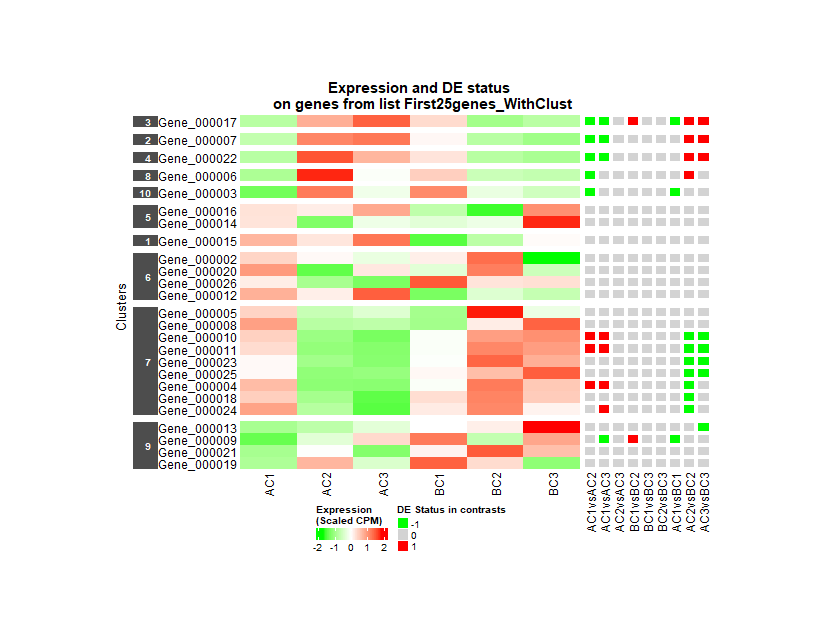 Expression and DE status
on genes from list First25genes_WithClust
Clusters
3 Gene_000017
2 Gene_000007
4 Gene_000022
8 Gene_000006
10 Gene_000003
5 Gene_000016
Gene_000014
1 Gene_000015
6 Gene_000002
Gene_000020
Gene_000026
Gene_000012
7 Gene_000005
Gene_000008
Gene_000010
Gene_000011
Gene_000023
Gene_000025
Gene_000004
Gene_000018
Gene_000024
9 Gene_000013
Gene_000009
Gene_000021
Gene_000019
AC1 AC2 AC3 BC1 BC2 BC3
AC1vsAC2 AC1vsAC3 AC2vsAC3 BC1vsBC2 BC1vsBC3 BC2vsBC3 AC1vsBC1 AC2vsBC2 AC3vsBC3
Expression
(Scaled CPM)
-2 -1 0 1 2
DE Status in contrasts
-1
0
1